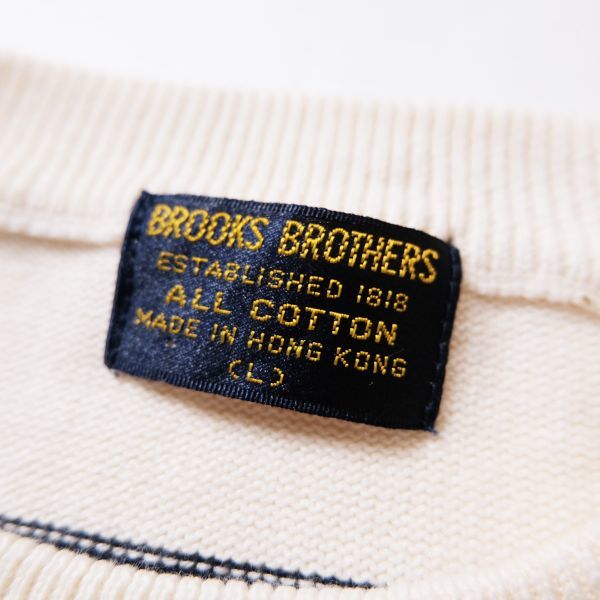 BROOKS BROTHERS
ESTABLISHED 1818
ALL COTTON
MADE IN HONG KONG
(L)